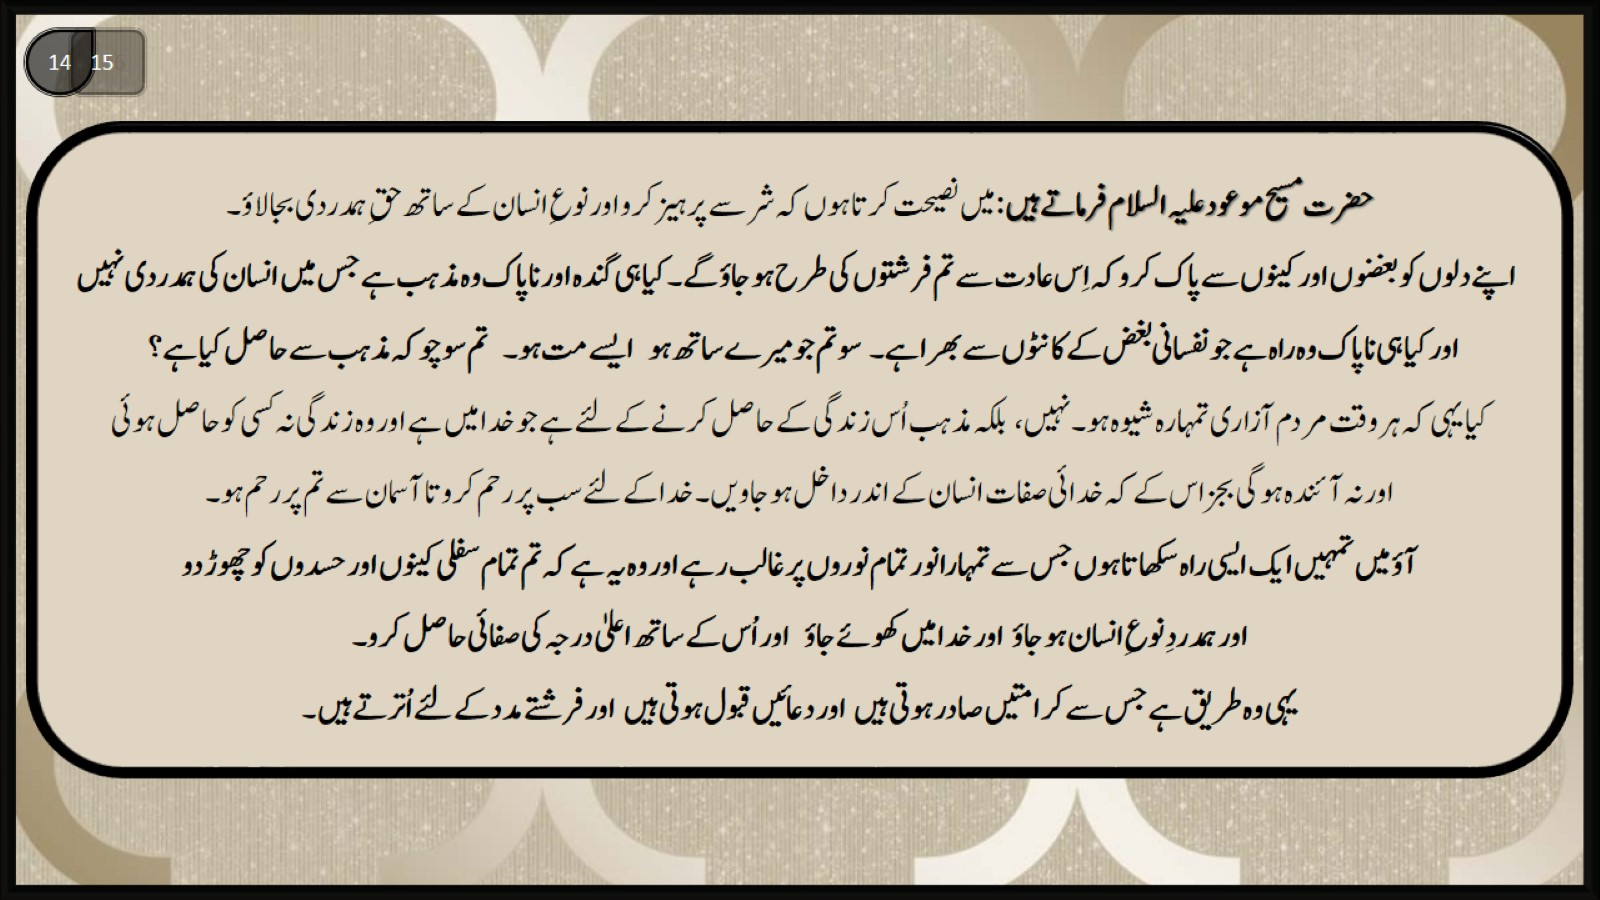 14 15
حضرت مسیح موعود علیہ السلام فرماتے ہیں: میں نصیحت کرتا ہوں کہ شر سے پرہیز کرو اور نوعِ انسان کے ساتھ حقِ ہمدردی بجا لاؤ۔
اپنے دلوں کو بغضوں اور کینوں سے پاک کرو کہ اِس عادت سے تم فرشتوں کی طرح ہو جاؤ گے۔ کیا ہی گندہ اور ناپاک وہ مذہب ہے جس میں انسان کی ہمدردی نہیں
اور کیا ہی ناپاک وہ راہ ہے جو نفسانی بغض کے کانٹوں سے بھرا ہے۔ سو تم جو میرے ساتھ ہو ایسے مت ہو۔ تم سوچو کہ مذہب سے حاصل کیا ہے؟
کیا یہی کہ ہر وقت مردم آزاری تمہارہ شیوہ ہو۔ نہیں، بلکہ مذہب اُس زندگی کے حاصل کرنے کے لئے ہے جو خدا میں ہے اور وہ زندگی نہ کسی کو حاصل ہوئی
اور نہ آئندہ ہو گی بجز اس کے کہ خدائی صفات انسان کے اندر داخل ہو جاویں۔ خدا کے لئے سب پر رحم کرو تا آسمان سے تم پر رحم ہو۔
آؤ میں تمہیں ایک ایسی راہ سکھاتا ہوں جس سے تمہارا نور تمام نوروں پر غالب رہے اور وہ یہ ہے کہ تم تمام سفلی کینوں اور حسدوں کو چھوڑ دو
اور ہمدردِ نوعِ انسان ہو جاؤ اور خدا میں کھوئے جاؤ اور اُس کے ساتھ اعلیٰ درجہ کی صفائی حاصل کرو۔
یہی وہ طریق ہے جس سے کرامتیں صادر ہوتی ہیں اور دعائیں قبول ہوتی ہیں اور فرشتے مدد کے لئے اُترتے ہیں۔